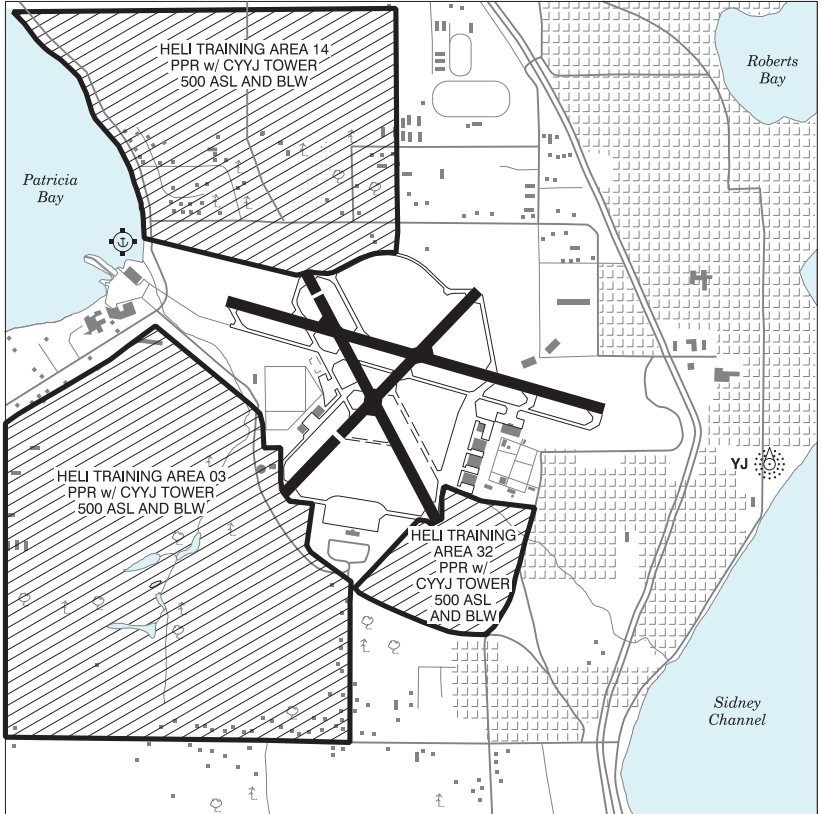 HELI TRAINING AREA 14
PPR w/ CYYJ TOWER
500 ASL AND BLW
Roberts
Bay
Patricia
Bay
YJ
HELI TRAINING AREA 03
PPR w/ CYYJ TOWER
500 ASL AND BLW
HELI TRAINING
AREA 32
PPR w/
CYYJ TOWER
500 ASL
AND BLW
Sidney
Channel